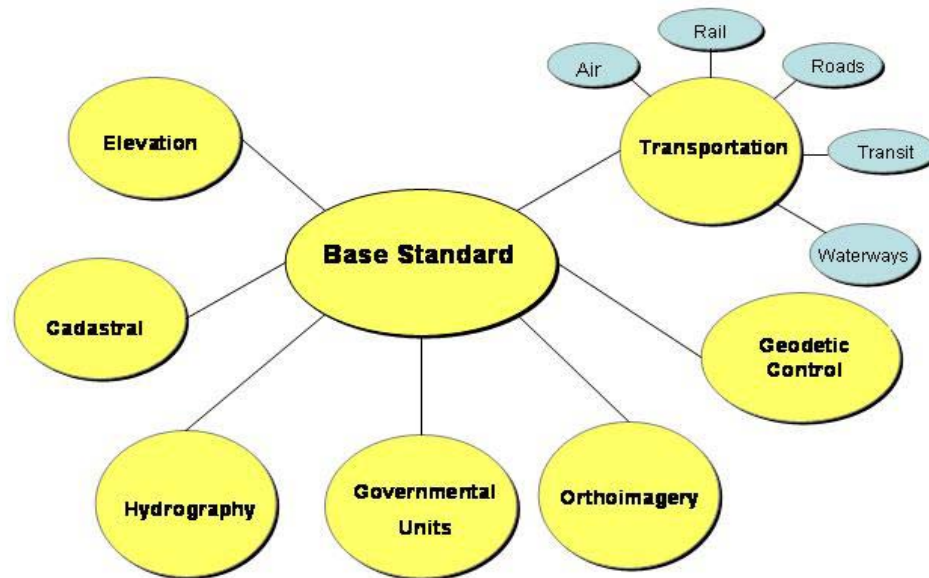 Rail
Air
Roads
Elevation
Transportation
Transit
Base Standard
Waterways
Cadastral
Geodetic
Control
Hydrography
Governmental
Units
Orthoimagery